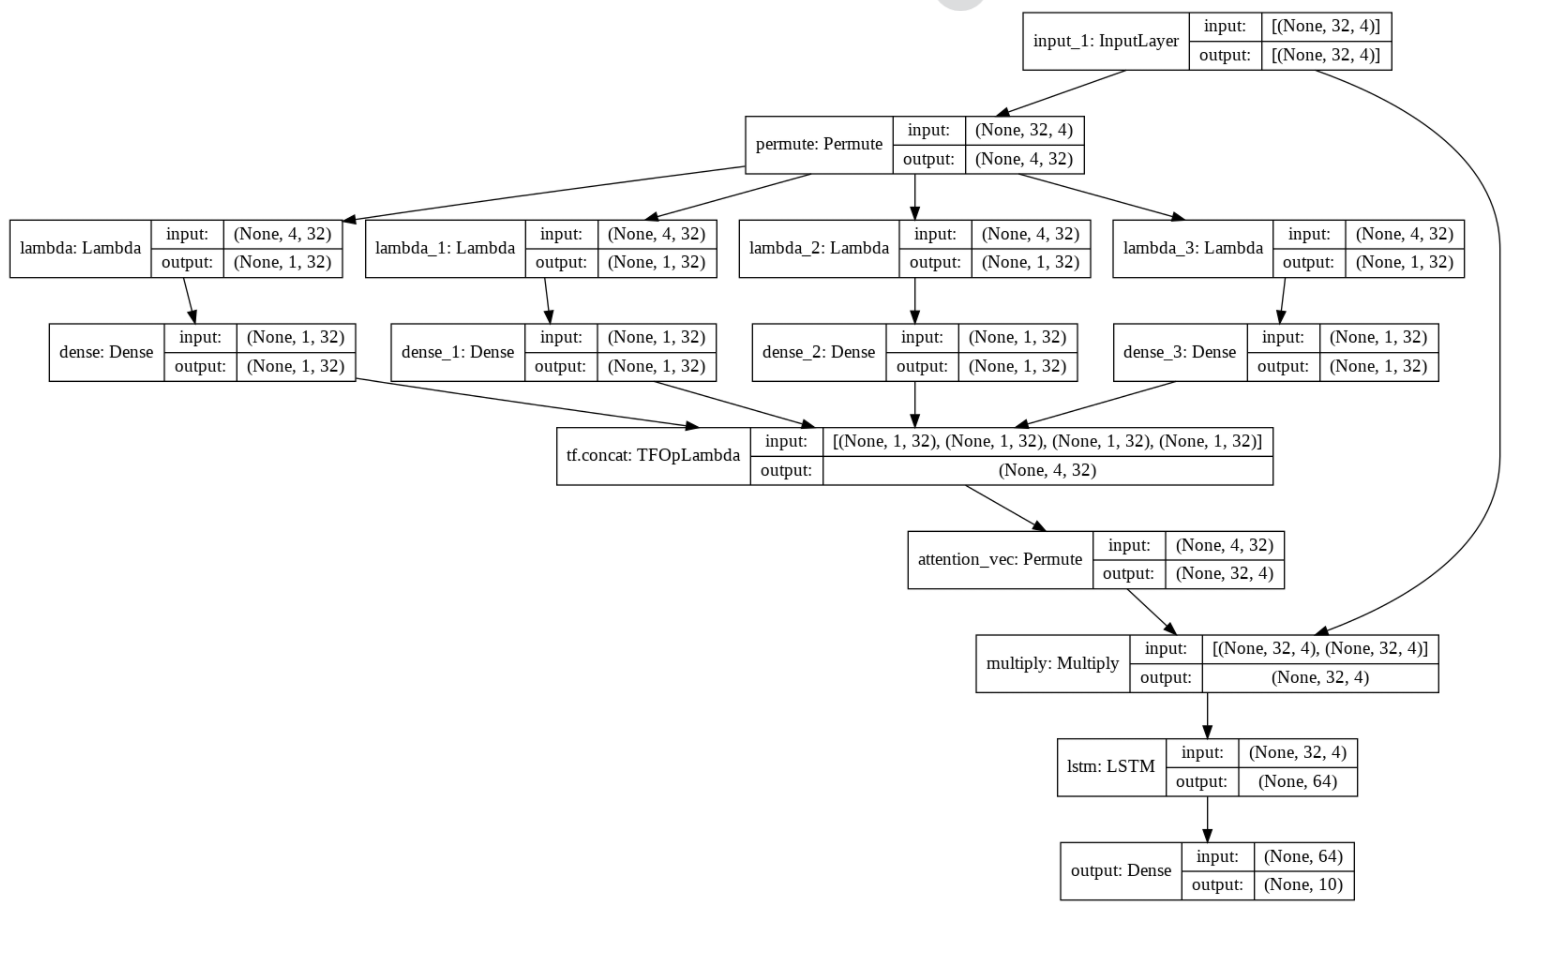 input_1: InputLayer
input: [(None, 32, 4)]
output: [(None, 32, 4)]
permute: Permute
input: (None, 32, 4)
output: (None, 4, 32)
lambda: Lambda
input: (None, 4, 32)
output: (None, 1, 32)
lambda_1: Lambda
input: (None, 4, 32)
output: (None, 1, 32)
lambda_2: Lambda
input: (None, 4, 32)
output: (None, 1, 32)
lambda_3: Lambda
input: (None, 4, 32)
output: (None, 1, 32)
dense: Dense
input: (None, 1, 32)
output: (None, 1, 32)
dense_1: Dense
input: (None, 1, 32)
output: (None, 1, 32)
dense_2: Dense
input: (None, 1, 32)
output: (None, 1, 32)
dense_3: Dense
input: (None, 1, 32)
output: (None, 1, 32)
tf.concat: TFOpLambda
input: [(None, 1, 32), (None, 1, 32), (None, 1, 32), (None, 1, 32)]
output: (None, 4, 32)
attention_vec: Permute
input: (None, 4, 32)
output: (None, 32, 4)
multiply: Multiply
input: [(None, 32, 4), (None, 32, 4)]
output: (None, 32, 4)
lstm: LSTM
input: (None, 32, 4)
output: (None, 64)
output: Dense
input: (None, 64)
output: (None, 10)